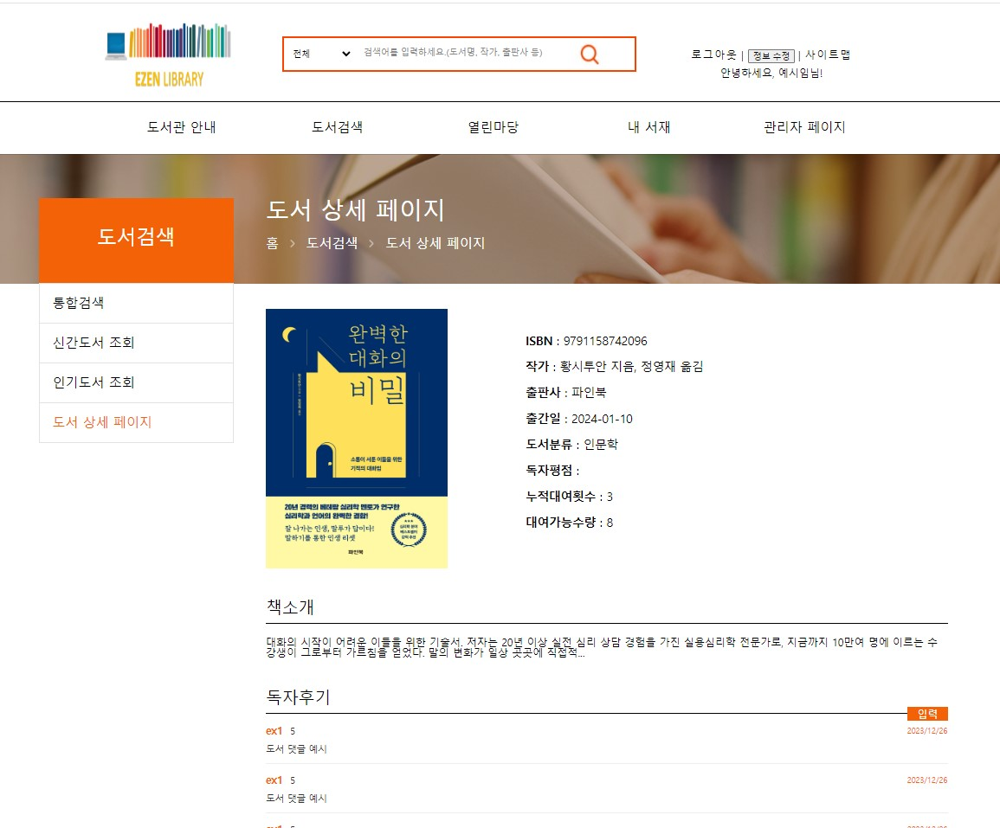 EZEN LIBRARY
전체
검색어를 입력하세요.(도서명, 작가, 출판사 등)
로그아웃 | 정보 수정 | 사이트맵
안녕하세요, 예시임님!
도서관 안내
도서검색
열린마당
내 서재
관리자 페이지
도서 상세 페이지
홈 > 도서검색 > 도서 상세 페이지
도서검색
통합검색
신간도서 조회
인기도서 조회
도서 상세 페이지
완벽한
대화의
비밀
소통이 서툰 이들을 위한
기적의 대화법
20년 경력의 베테랑 심리학 멘토가 연구한
심리학과 언어의 완벽한 결합!
잘 나가는 인생, 말투가 답이다!
말하기를 통한 인생 리셋
심리학 분야
베스트셀러
강력 추천
파인북
ISBN : 9791158742096
작가 : 황시투안 지음, 정영재 옮김
출판사 : 파인북
출간일 : 2024-01-10
도서분류 : 인문학
독자평점 :
누적대여횟수 : 3
대여가능수량 : 8
책소개
대화의 시작이 어려운 이들을 위한 기술서. 저자는 20년 이상 실전 심리 상담 경험을 가진 실용심리학 전문가로, 지금까지 10만여 명에 이르는 수
강생이 그로부터 가르침을 얻었다. 말의 변화가 일상 곳곳에 직접적...
독자후기
입력
ex1 5 2023/12/26
도서 댓글 예시
ex1 5 2023/12/26
도서 댓글 예시